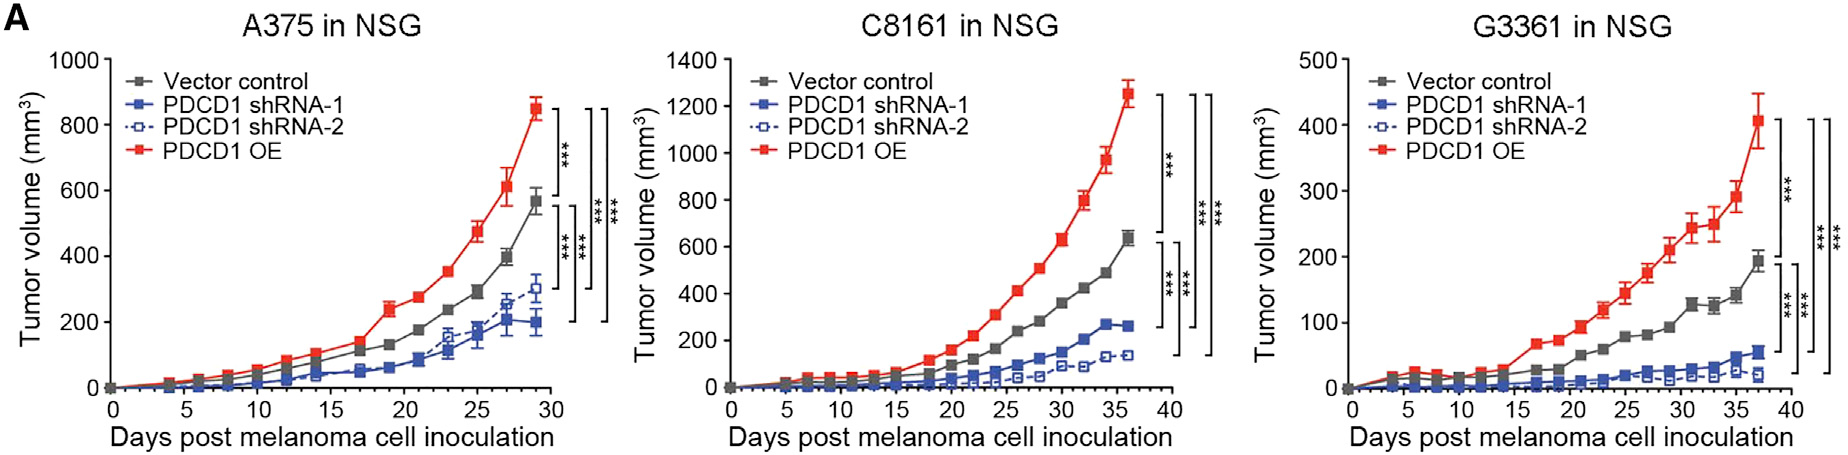 A
A375 in NSG
Tumor volume (mm³)
1000
800
600
400
200
0
Vector control
PDCD1 shRNA-1
PDCD1 shRNA-2
PDCD1 OE
***
***
***
***
***
0 5 10 15 20 25 30
Days post melanoma cell inoculation
C8161 in NSG
Tumor volume (mm³)
1400
1200
1000
800
600
400
200
0
Vector control
PDCD1 shRNA-1
PDCD1 shRNA-2
PDCD1 OE
***
***
***
***
***
0 5 10 15 20 25 30 35 40
Days post melanoma cell inoculation
G3361 in NSG
Tumor volume (mm³)
500
400
300
200
100
0
Vector control
PDCD1 shRNA-1
PDCD1 shRNA-2
PDCD1 OE
***
***
***
***
***
0 5 10 15 20 25 30 35 40
Days post melanoma cell inoculation